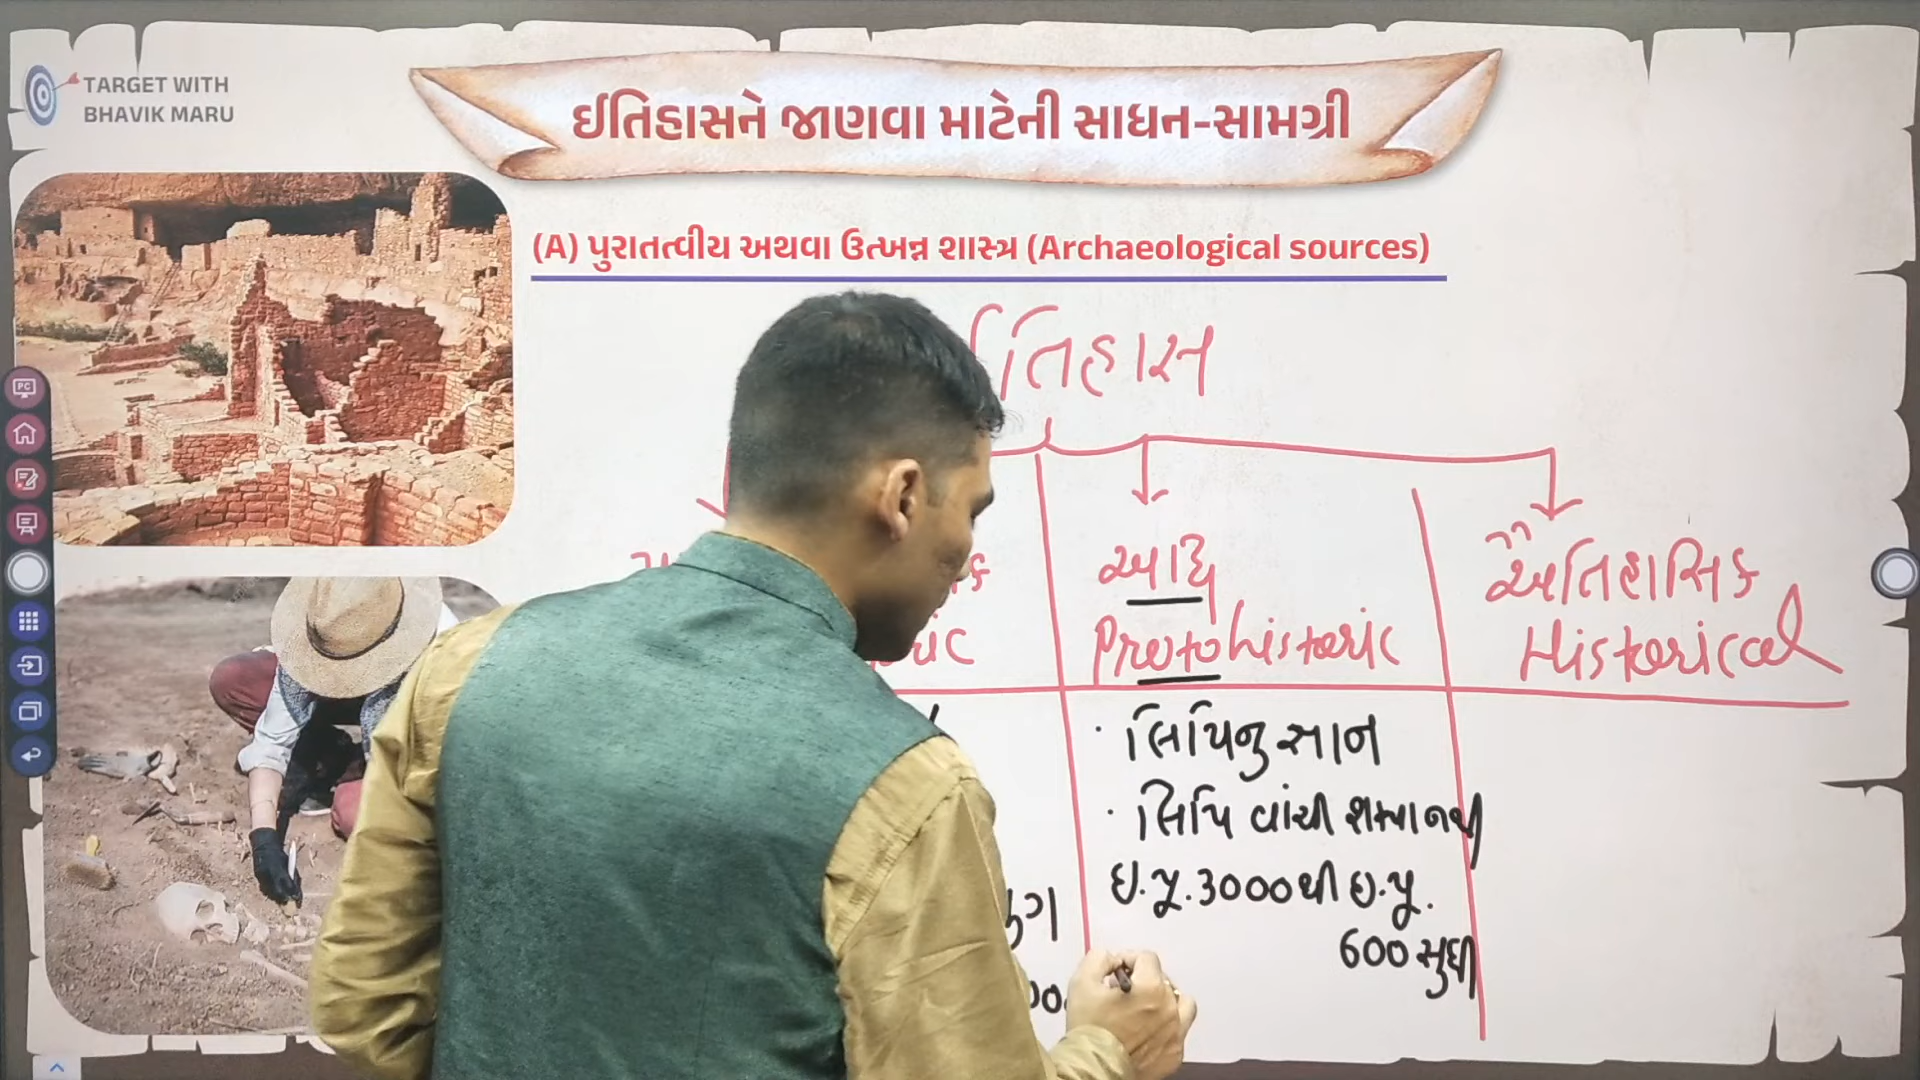 TARGET WITH
BHAVIK MARU
ઈતિહાસને જાણવા માટેની સાધન-સામગ્રી
(A) પુરાતત્વીય અથવા ઉત્ખન્ન શાસ્ત્ર (Archaeological sources)
તિહાસ
આદ્ય
ઐતિહાસિક
Protohistoric
Historical
· લિપિનુ જ્ઞાન
· લિપિ વાંચી શક્યા નથી
ઇ.પૂ. 3000થી ઇ.પૂ.
600 સુધી